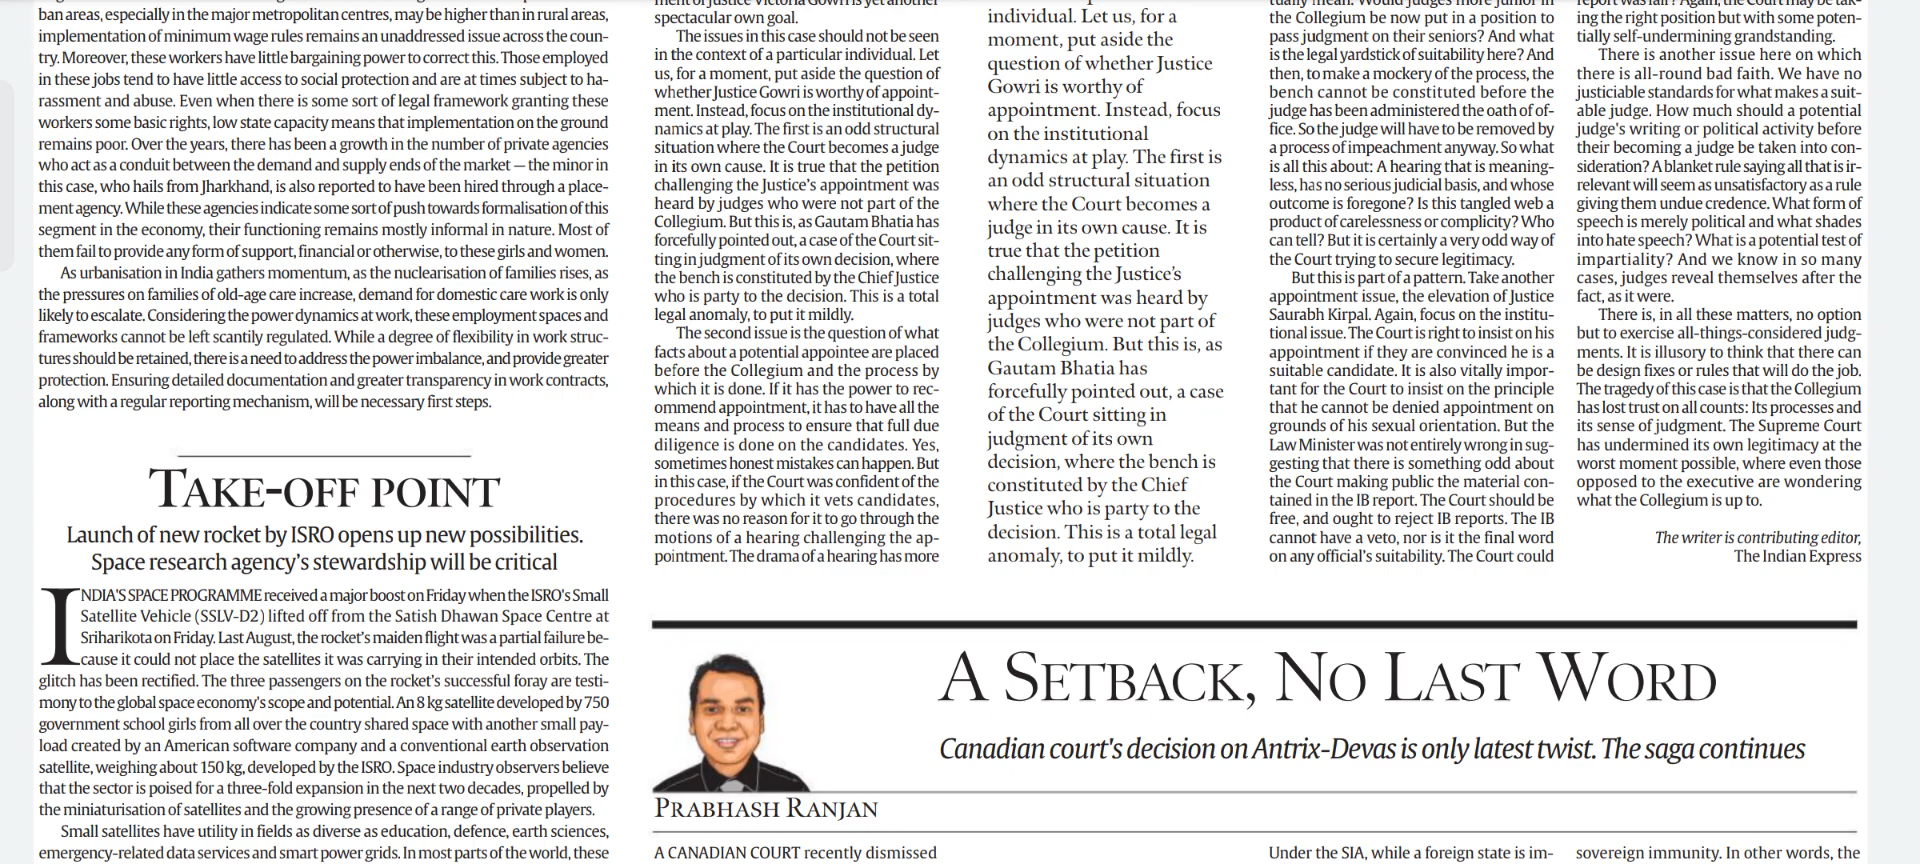 ban areas, especially in the major metropolitan centres, may be higher than in rural areas,
implementation of minimum wage rules remains an unaddressed issue across the coun-
try. Moreover, these workers have little bargaining power to correct this. Those employed
in these jobs tend to have little access to social protection and are at times subject to ha-
rassment and abuse. Even when there is some sort of legal framework granting these
workers some basic rights, low state capacity means that implementation on the ground
remains poor. Over the years, there has been a growth in the number of private agencies
who act as a conduit between the demand and supply ends of the market — the minor in
this case, who hails from Jharkhand, is also reported to have been hired through a place-
ment agency. While these agencies indicate some sort of push towards formalisation of this
segment in the economy, their functioning remains mostly informal in nature. Most of
them fail to provide any form of support, financial or otherwise, to these girls and women.
As urbanisation in India gathers momentum, as the nuclearisation of families rises, as
the pressures on families of old-age care increase, demand for domestic care work is only
likely to escalate. Considering the power dynamics at work, these employment spaces and
frameworks cannot be left scantily regulated. While a degree of flexibility in work struc-
tures should be retained, there is a need to address the power imbalance, and provide greater
protection. Ensuring detailed documentation and greater transparency in work contracts,
along with a regular reporting mechanism, will be necessary first steps.
TAKE-OFF POINT
Launch of new rocket by ISRO opens up new possibilities.
Space research agency's stewardship will be critical
INDIA'S SPACE PROGRAMME received a major boost on Friday when the ISRO's Small
Satellite Vehicle (SSLV-D2) lifted off from the Satish Dhawan Space Centre at
Sriharikota on Friday. Last August, the rocket's maiden flight was a partial failure be-
cause it could not place the satellites it was carrying in their intended orbits. The
glitch has been rectified. The three passengers on the rocket's successful foray are testi-
mony to the global space economy's scope and potential. An 8 kg satellite developed by 750
government school girls from all over the country shared space with another small pay-
load created by an American software company and a conventional earth observation
satellite, weighing about 150 kg, developed by the ISRO. Space industry observers believe
that the sector is poised for a three-fold expansion in the next two decades, propelled by
the miniaturisation of satellites and the growing presence of a range of private players.
Small satellites have utility in fields as diverse as education, defence, earth sciences,
emergency-related data services and smart power grids. In most parts of the world, these
ment of Justice Victoria Gowri is yet another
spectacular own goal.
The issues in this case should not be seen
in the context of a particular individual. Let
us, for a moment, put aside the question of
whether Justice Gowri is worthy of appoint-
ment. Instead, focus on the institutional dy-
namics at play. The first is an odd structural
situation where the Court becomes a judge
in its own cause. It is true that the petition
challenging the Justice's appointment was
heard by judges who were not part of the
Collegium. But this is, as Gautam Bhatia has
forcefully pointed out, a case of the Court sit-
ting in judgment of its own decision, where
the bench is constituted by the Chief Justice
who is party to the decision. This is a total
legal anomaly, to put it mildly.
The second issue is the question of what
facts about a potential appointee are placed
before the Collegium and the process by
which it is done. If it has the power to rec-
ommend appointment, it has to have all the
means and process to ensure that full due
diligence is done on the candidates. Yes,
sometimes honest mistakes can happen. But
in this case, if the Court was confident of the
procedures by which it vets candidates,
there was no reason for it to go through the
motions of a hearing challenging the ap-
pointment. The drama of a hearing has more
individual. Let us, for a
moment, put aside the
question of whether Justice
Gowri is worthy of
appointment. Instead, focus
on the institutional
dynamics at play. The first is
an odd structural situation
where the Court becomes a
judge in its own cause. It is
true that the petition
challenging the Justice's
appointment was heard by
judges who were not part of
the Collegium. But this is, as
Gautam Bhatia has
forcefully pointed out, a case
of the Court sitting in
judgment of its own
decision, where the bench is
constituted by the Chief
Justice who is party to the
decision. This is a total legal
anomaly, to put it mildly.
tually mean. Would judges more junior in
the Collegium be now put in a position to
pass judgment on their seniors? And what
is the legal yardstick of suitability here? And
then, to make a mockery of the process, the
bench cannot be constituted before the
judge has been administered the oath of of-
fice. So the judge will have to be removed by
a process of impeachment anyway. So what
is all this about: A hearing that is meaning-
less, has no serious judicial basis, and whose
outcome is foregone? Is this tangled web a
product of carelessness or complicity? Who
can tell? But it is certainly a very odd way of
the Court trying to secure legitimacy.
But this is part of a pattern. Take another
appointment issue, the elevation of Justice
Saurabh Kirpal. Again, focus on the institu-
tional issue. The Court is right to insist on his
appointment if they are convinced he is a
suitable candidate. It is also vitally impor-
tant for the Court to insist on the principle
that he cannot be denied appointment on
grounds of his sexual orientation. But the
Law Minister was not entirely wrong in sug-
gesting that there is something odd about
the Court making public the material con-
tained in the IB report. The Court should be
free, and ought to reject IB reports. The IB
cannot have a veto, nor is it the final word
on any official's suitability. The Court could
report was fair? Again, the Court may be tak-
ing the right position but with some poten-
tially self-undermining grandstanding.
There is another issue here on which
there is all-round bad faith. We have no
justiciable standards for what makes a suit-
able judge. How much should a potential
judge's writing or political activity before
their becoming a judge be taken into con-
sideration? A blanket rule saying all that is ir-
relevant will seem as unsatisfactory as a rule
giving them undue credence. What form of
speech is merely political and what shades
into hate speech? What is a potential test of
impartiality? And we know in so many
cases, judges reveal themselves after the
fact, as it were.
There is, in all these matters, no option
but to exercise all-things-considered judg-
ments. It is illusory to think that there can
be design fixes or rules that will do the job.
The tragedy of this case is that the Collegium
has lost trust on all counts: Its processes and
its sense of judgment. The Supreme Court
has undermined its own legitimacy at the
worst moment possible, where even those
opposed to the executive are wondering
what the Collegium is up to.
The writer is contributing editor,
The Indian Express
A SETBACK, NO LAST WORD
Canadian court's decision on Antrix-Devas is only latest twist. The saga continues
PRABHASH RANJAN
A CANADIAN COURT recently dismissed
Under the SIA, while a foreign state is im-
sovereign immunity. In other words, the